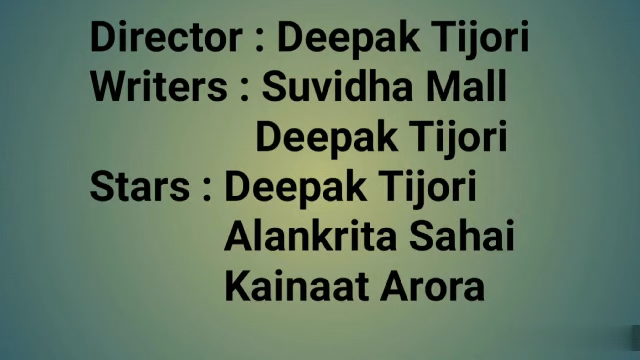 Director : Deepak Tijori
Writers : Suvidha Mall
Deepak Tijori
Stars : Deepak Tijori
Alankrita Sahai
Kainaat Arora